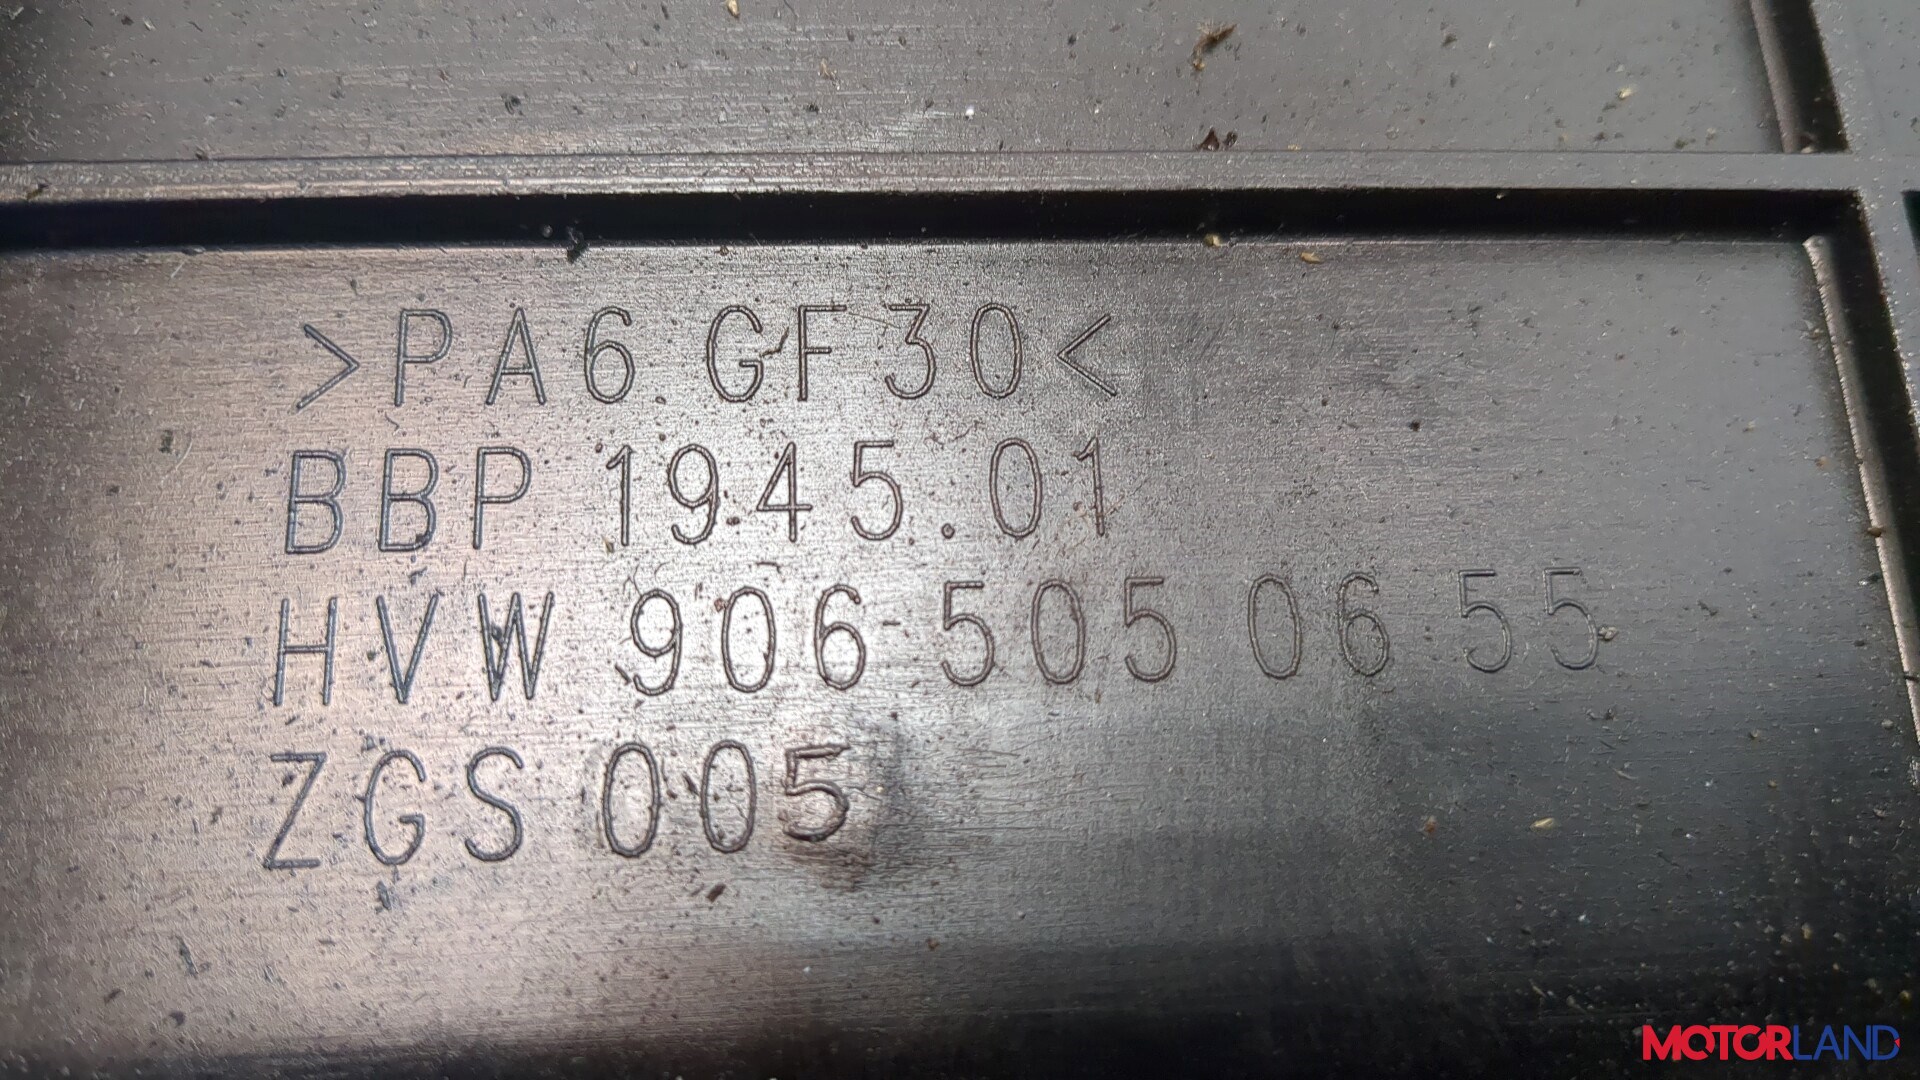 >PA6 GF30<
BBP 1945.01
HVW 906 505 06 55
ZGS 005
MOTORLAND